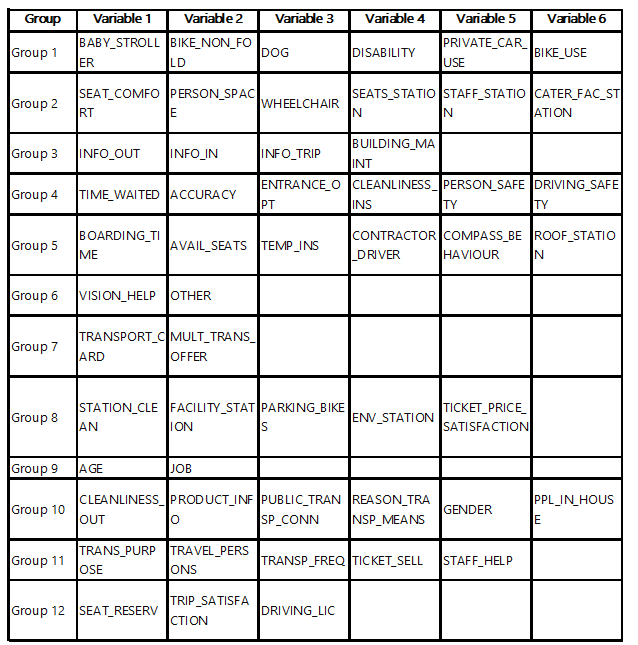 Group Variable 1 Variable 2 Variable 3 Variable 4 Variable 5 Variable 6
Group 1 BABY_STROLLER BIKE_NON_FOLD DOG DISABILITY PRIVATE_CAR_USE BIKE_USE
Group 2 SEAT_COMFORT PERSON_SPACE WHEELCHAIR SEATS_STATION STAFF_STATION CATER_FAC_STATION
Group 3 INFO_OUT INFO_IN INFO_TRIP BUILDING_MAINT
Group 4 TIME_WAITED ACCURACY ENTRANCE_OPT CLEANLINESS_INS PERSON_SAFETY DRIVING_SAFETY
Group 5 BOARDING_TIME AVAIL_SEATS TEMP_INS CONTRACTOR_DRIVER COMPASS_BEHAVIOUR ROOF_STATION
Group 6 VISION_HELP OTHER
Group 7 TRANSPORT_CARD MULT_TRANS_OFFER
Group 8 STATION_CLEAN FACILITY_STATION PARKING_BIKES ENV_STATION TICKET_PRICE_SATISFACTION
Group 9 AGE JOB
Group 10 CLEANLINESS_OUT PRODUCT_INFO PUBLIC_TRANSP_CONN REASON_TRANSP_MEANS GENDER PPL_IN_HOUSE
Group 11 TRANS_PURPOSE TRAVEL_PERSONS TRANSP_FREQ TICKET_SELL STAFF_HELP
Group 12 SEAT_RESERV TRIP_SATISFACTION DRIVING_LIC